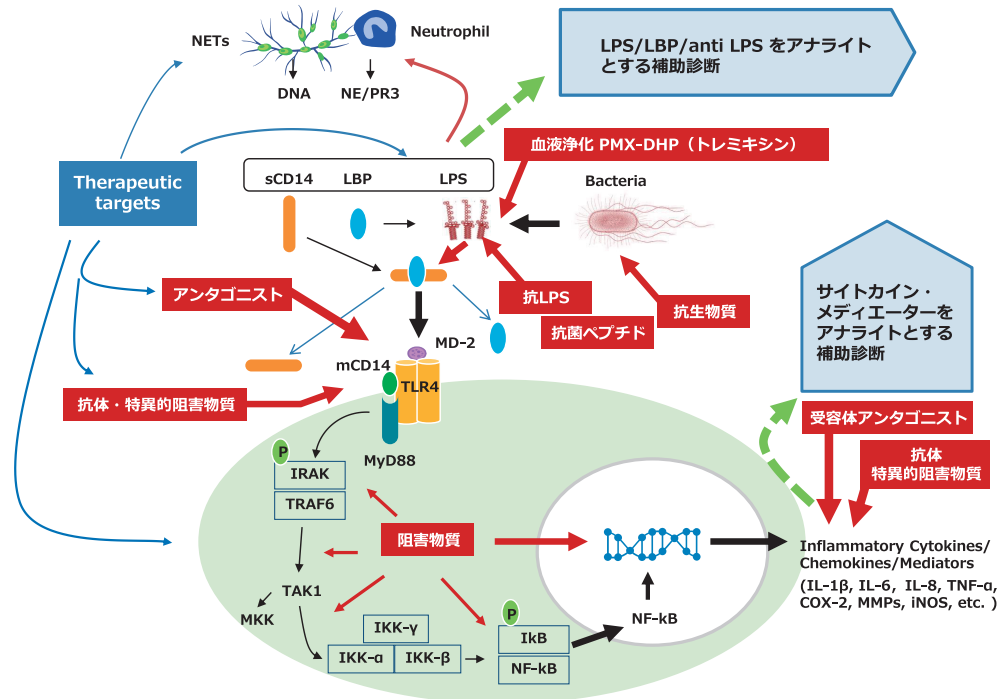 NETs
Neutrophil
DNA
NE/PR3
LPS/LBP/anti LPS をアナライト
とする補助診断
血液浄化 PMX-DHP（トレミキシン）
Therapeutic
targets
sCD14
LBP
LPS
Bacteria
アンタゴニスト
抗LPS
抗菌ペプチド
抗生物質
サイトカイン・
メディエーターを
アナライトとする
補助診断
MD-2
mCD14
TLR4
抗体・特異的阻害物質
MyD88
受容体アンタゴニスト
抗体
特異的阻害物質
P
IRAK
TRAF6
阻害物質
TAK1
MKK
IKK-γ
IKK-α
IKK-β
P
IkB
NF-kB
NF-kB
Inflammatory Cytokines/
Chemokines/Mediators
(IL-1β, IL-6, IL-8, TNF-α,
COX-2, MMPs, iNOS, etc. )